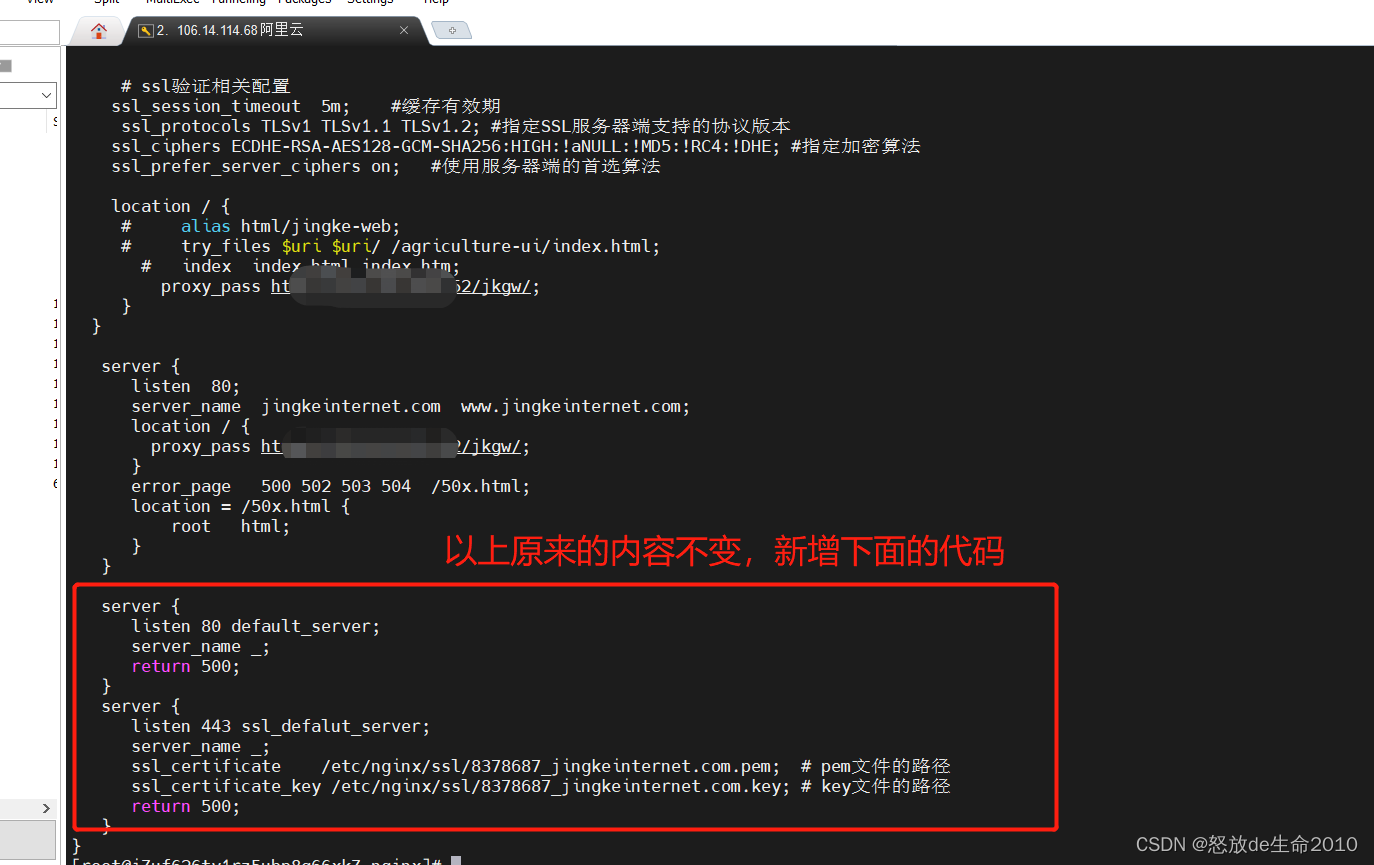 View Split MultiExec Tunneling Packages Settings Help
2. 106.14.114.68阿里云
# ssl验证相关配置
ssl_session_timeout 5m; #缓存有效期
ssl_protocols TLSv1 TLSv1.1 TLSv1.2; #指定SSL服务器端支持的协议版本
ssl_ciphers ECDHE-RSA-AES128-GCM-SHA256:HIGH:!aNULL:!MD5:!RC4:!DHE; #指定加密算法
ssl_prefer_server_ciphers on; #使用服务器端的首选算法
location / {
# alias html/jingke-web;
# try_files $uri $uri/ /agriculture-ui/index.html;
# index index.html index.htm;
proxy_pass ht 52/jkgw/;
}
}
server {
listen 80;
server_name jingkeinternet.com www.jingkeinternet.com;
location / {
proxy_pass ht 2/jkgw/;
}
error_page 500 502 503 504 /50x.html;
location = /50x.html {
root html;
}
}
以上原来的内容不变，新增下面的代码
server {
listen 80 default_server;
server_name _;
return 500;
}
server {
listen 443 ssl_defalut_server;
server_name _;
ssl_certificate /etc/nginx/ssl/8378687_jingkeinternet.com.pem; # pem文件的路径
ssl_certificate_key /etc/nginx/ssl/8378687_jingkeinternet.com.key; # key文件的路径
return 500;
}
}
CSDN @怒放de生命2010